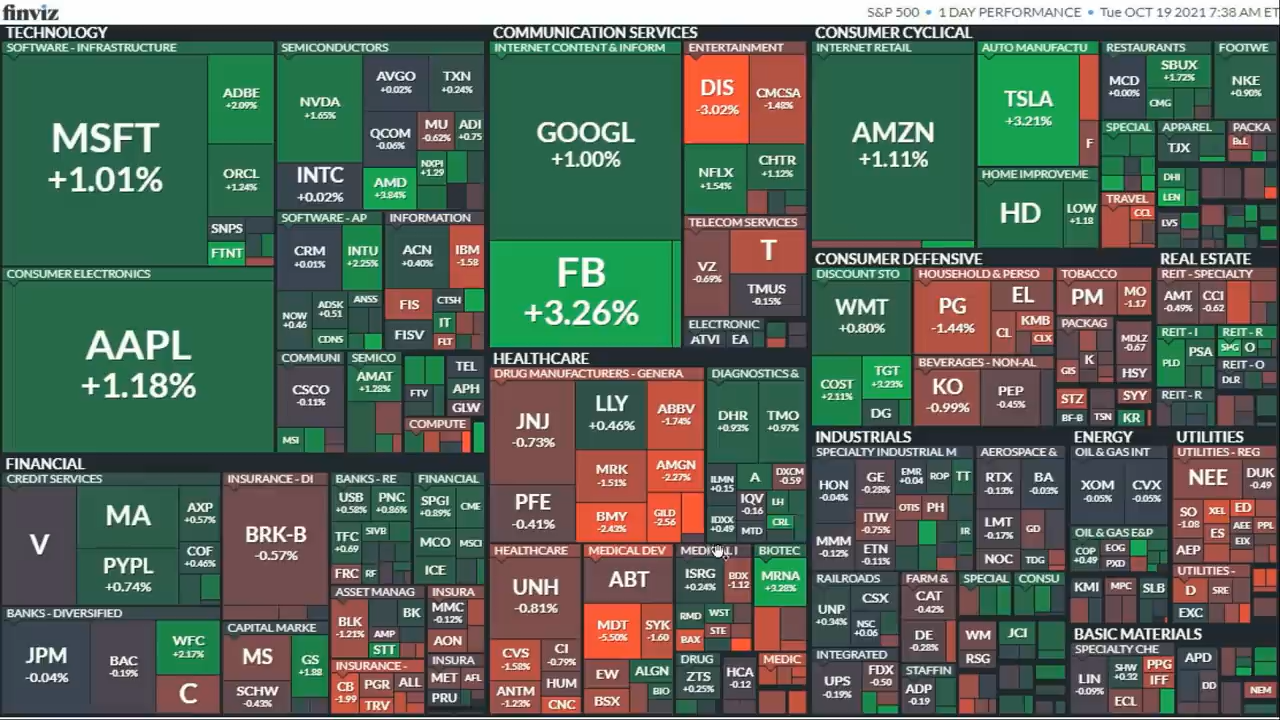 finviz
S&P 500 • 1 DAY PERFORMANCE • Tue OCT 19 2021 7:38 AM ET
TECHNOLOGY
SOFTWARE - INFRASTRUCTURE
MSFT
+1.01%
ADBE
+2.09%
ORCL
+1.24%
SNPS
FTNT
SEMICONDUCTORS
NVDA
+1.65%
AVGO
+0.02%
TXN
+0.24%
QCOM
-0.06%
MU
-0.62%
ADI
+0.75
INTC
+0.02%
AMD
+3.84%
NXPI
+1.29
CONSUMER ELECTRONICS
AAPL
+1.18%
SOFTWARE - AP
CRM
+0.01%
INTU
+2.25%
NOW
+0.46
ADSK
+0.51
ANSS
CDNS
INFORMATION
ACN
+0.40%
IBM
-1.58
FIS
CTSH
FISV
IT
FLT
COMMUNI
CSCO
-0.11%
MSI
SEMICO
AMAT
+1.28%
TEL
FTV
APH
GLW
COMPUTE
COMMUNICATION SERVICES
INTERNET CONTENT & INFORM
GOOGL
+1.00%
FB
+3.26%
ENTERTAINMENT
DIS
-3.02%
CMCSA
-1.48%
NFLX
+1.54%
CHTR
+1.12%
TELECOM SERVICES
VZ
-0.69%
T
TMUS
-0.15%
ELECTRONIC
ATVI
EA
CONSUMER CYCLICAL
INTERNET RETAIL
AMZN
+1.11%
AUTO MANUFACTU
TSLA
+3.21%
F
HOME IMPROVEME
HD
LOW
+1.18
RESTAURANTS
MCD
+0.00%
SBUX
+1.72%
CMG
FOOTWE
NKE
+0.90%
SPECIAL
APPAREL
TJX
PACKA
BLL
DHI
LEN
TRAVEL
CCL
LVS
CONSUMER DEFENSIVE
DISCOUNT STO
WMT
+0.80%
COST
+2.11%
TGT
+2.23%
DG
HOUSEHOLD & PERSO
PG
-1.44%
EL
CL
KMB
CLX
BEVERAGES - NON-AL
KO
-0.99%
PEP
-0.45%
TOBACCO
PM
MO
-1.17
PACKAG
K
GIS
MDLZ
-0.67
HSY
STZ
SYY
BF-B
TSN
KR
REAL ESTATE
REIT - SPECIALTY
AMT
-0.49%
CCI
-0.62
REIT - I
PLD
PSA
REIT - R
SPG
O
REIT - O
DLR
REIT - R
HEALTHCARE
DRUG MANUFACTURERS - GENERA
JNJ
-0.73%
LLY
+0.46%
ABBV
-1.74%
MRK
-1.51%
AMGN
-2.27%
PFE
-0.41%
BMY
-2.43%
GILD
-2.56
DIAGNOSTICS &
DHR
+0.93%
TMO
+0.97%
ILMN
+0.15
A
DXCM
-0.59
IDXX
+0.49
IQV
-0.16
LH
MTD
CRL
HEALTHCARE
UNH
-0.81%
CVS
-1.58%
CI
-0.79%
ANTM
-1.23%
HUM
CNC
MEDICAL DEV
ABT
MDT
-5.50%
SYK
-1.60
EW
ALGN
BSX
BIO
ISRG
+0.24%
BDX
-1.12
RMD
WST
BAX
STE
BIOTEC
MRNA
+3.28%
DRUG
ZTS
+0.25%
HCA
-0.12
MEDIC
FINANCIAL
CREDIT SERVICES
V
MA
AXP
+0.57%
PYPL
+0.74%
COF
+0.46%
INSURANCE - DI
BRK-B
-0.57%
BANKS - RE
USB
+0.58%
PNC
+0.86%
TFC
+0.69
SIVB
FRC
RF
FINANCIAL
SPGI
+0.89%
CME
MCO
MSCI
ICE
BANKS - DIVERSIFIED
JPM
-0.04%
BAC
-0.19%
WFC
+2.17%
C
CAPITAL MARKE
MS
GS
+1.88
SCHW
-0.43%
ASSET MANAG
BLK
-1.21%
BK
AMP
STT
INSURANCE -
CB
-1.99
PGR
ALL
TRV
INSURA
MMC
-0.12%
AON
INSURA
MET
AFL
PRU
INDUSTRIALS
SPECIALTY INDUSTRIAL M
HON
-0.04%
GE
-0.28%
EMR
+0.04
ROP
TT
MMM
-0.12%
ITW
-0.75%
OTIS
PH
ETN
-0.11%
IR
AEROSPACE &
RTX
-0.13%
BA
-0.03%
LMT
-0.17%
GD
NOC
TDG
RAILROADS
UNP
+0.34%
CSX
NSC
+0.06
FARM &
CAT
-0.42%
DE
-0.28%
SPECIAL
CONSU
WM
JCI
RSG
INTEGRATED
UPS
-0.19%
FDX
-0.50
STAFFIN
ADP
-0.19
ENERGY
OIL & GAS INT
XOM
-0.05%
CVX
-0.05%
OIL & GAS E&P
COP
+0.49
EOG
PXD
KMI
MPC
SLB
UTILITIES
UTILITIES - REG
NEE
DUK
-0.49
SO
-1.08
XEL
ED
AEE
PPL
ES
EIX
AEP
UTILITIES -
D
SRE
EXC
BASIC MATERIALS
SPECIALTY CHE
LIN
-0.09%
SHW
+0.32
PPG
IFF
ECL
APD
DD
NEM